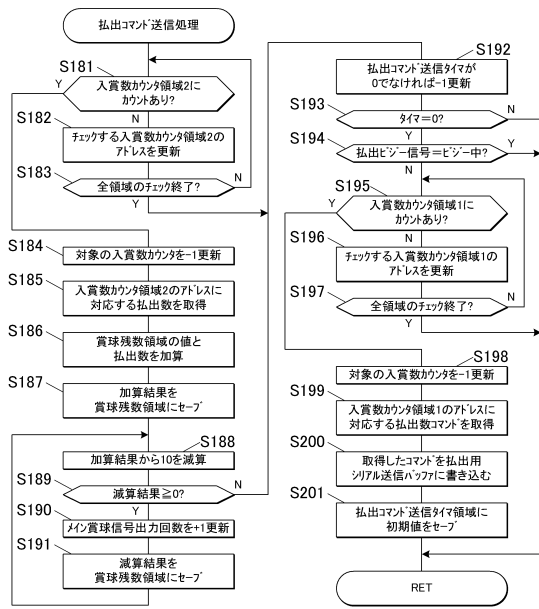 払出コマンド送信処理
S181
入賞数カウンタ領域2に
カウントあり?
Y
N
S182
チェックする入賞数カウンタ領域2の
アドレスを更新
S183
全領域のチェック終了?
N
Y
S184
対象の入賞数カウンタを-1更新
S185
入賞数カウンタ領域2のアドレスに
対応する払出数を取得
S186
賞球残数領域の値と
払出数を加算
S187
加算結果を
賞球残数領域にセーブ
S188
加算結果から10を減算
S189
減算結果≧0?
N
Y
S190
メイン賞球信号出力回数を+1更新
S191
減算結果を
賞球残数領域にセーブ
S192
払出コマンド送信タイマが
0でなければ-1更新
S193
タイマ=0?
N
Y
S194
払出ビジー信号=ビジー中?
Y
N
S195
入賞数カウンタ領域1に
カウントあり?
Y
N
S196
チェックする入賞数カウンタ領域1の
アドレスを更新
S197
全領域のチェック終了?
N
Y
S198
対象の入賞数カウンタを-1更新
S199
入賞数カウンタ領域1のアドレスに
対応する払出数コマンドを取得
S200
取得したコマンドを払出用
シリアル送信バッファに書き込む
S201
払出コマンド送信タイマ領域に
初期値をセーブ
RET